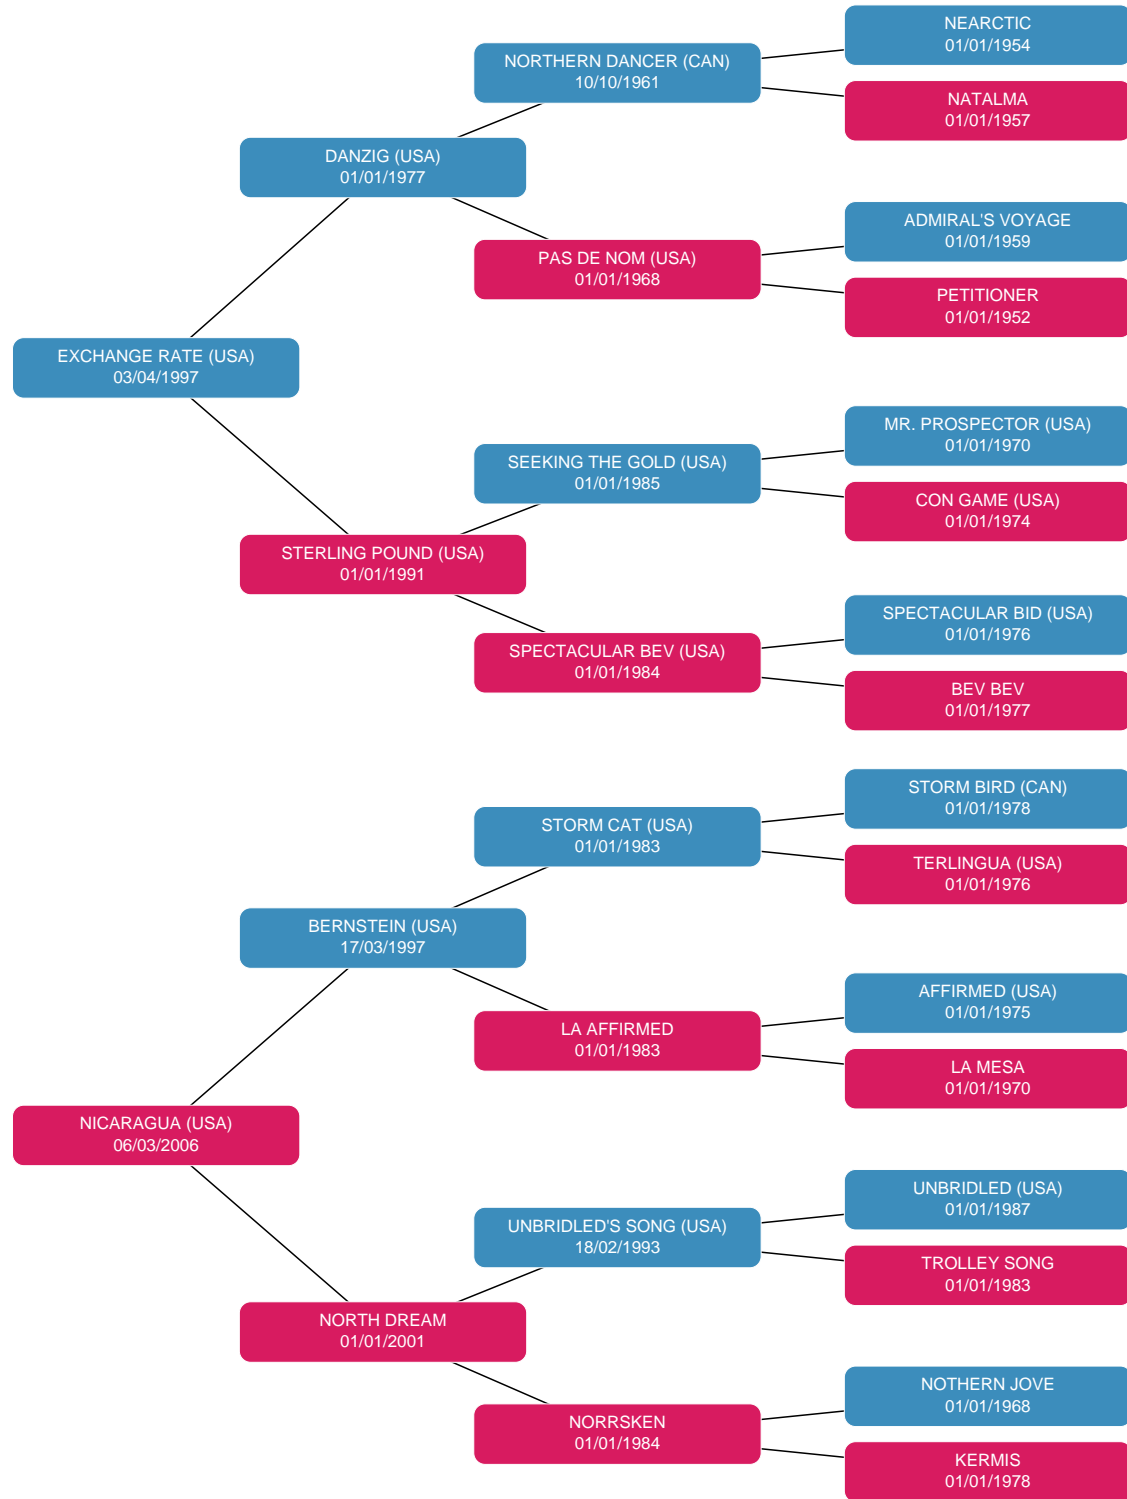 NEARCTIC
01/01/1954
NORTHERN DANCER (CAN)
10/10/1961
NATALMA
01/01/1957
DANZIG (USA)
01/01/1977
ADMIRAL'S VOYAGE
01/01/1959
PAS DE NOM (USA)
01/01/1968
PETITIONER
01/01/1952
EXCHANGE RATE (USA)
03/04/1997
MR. PROSPECTOR (USA)
01/01/1970
SEEKING THE GOLD (USA)
01/01/1985
CON GAME (USA)
01/01/1974
STERLING POUND (USA)
01/01/1991
SPECTACULAR BID (USA)
01/01/1976
SPECTACULAR BEV (USA)
01/01/1984
BEV BEV
01/01/1977
STORM BIRD (CAN)
01/01/1978
STORM CAT (USA)
01/01/1983
TERLINGUA (USA)
01/01/1976
BERNSTEIN (USA)
17/03/1997
AFFIRMED (USA)
01/01/1975
LA AFFIRMED
01/01/1983
LA MESA
01/01/1970
NICARAGUA (USA)
06/03/2006
UNBRIDLED (USA)
01/01/1987
UNBRIDLED'S SONG (USA)
18/02/1993
TROLLEY SONG
01/01/1983
NORTH DREAM
01/01/2001
NOTHERN JOVE
01/01/1968
NORRSKEN
01/01/1984
KERMIS
01/01/1978